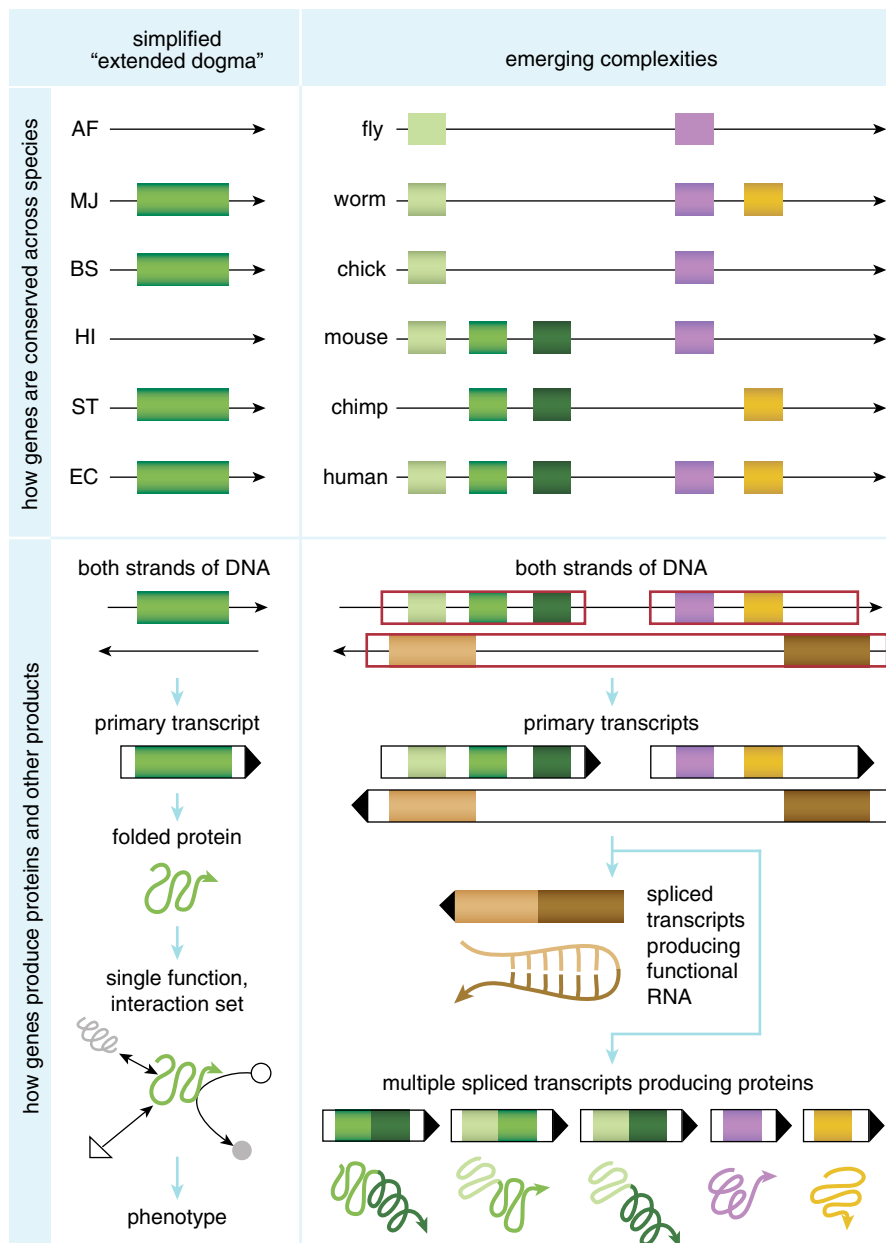 simplified
“extended dogma”
emerging complexities
how genes are conserved across species
AF
MJ
BS
HI
ST
EC
fly
worm
chick
mouse
chimp
human
how genes produce proteins and other products
both strands of DNA
primary transcript
folded protein
single function,
interaction set
phenotype
both strands of DNA
primary transcripts
spliced
transcripts
producing
functional
RNA
multiple spliced transcripts producing proteins